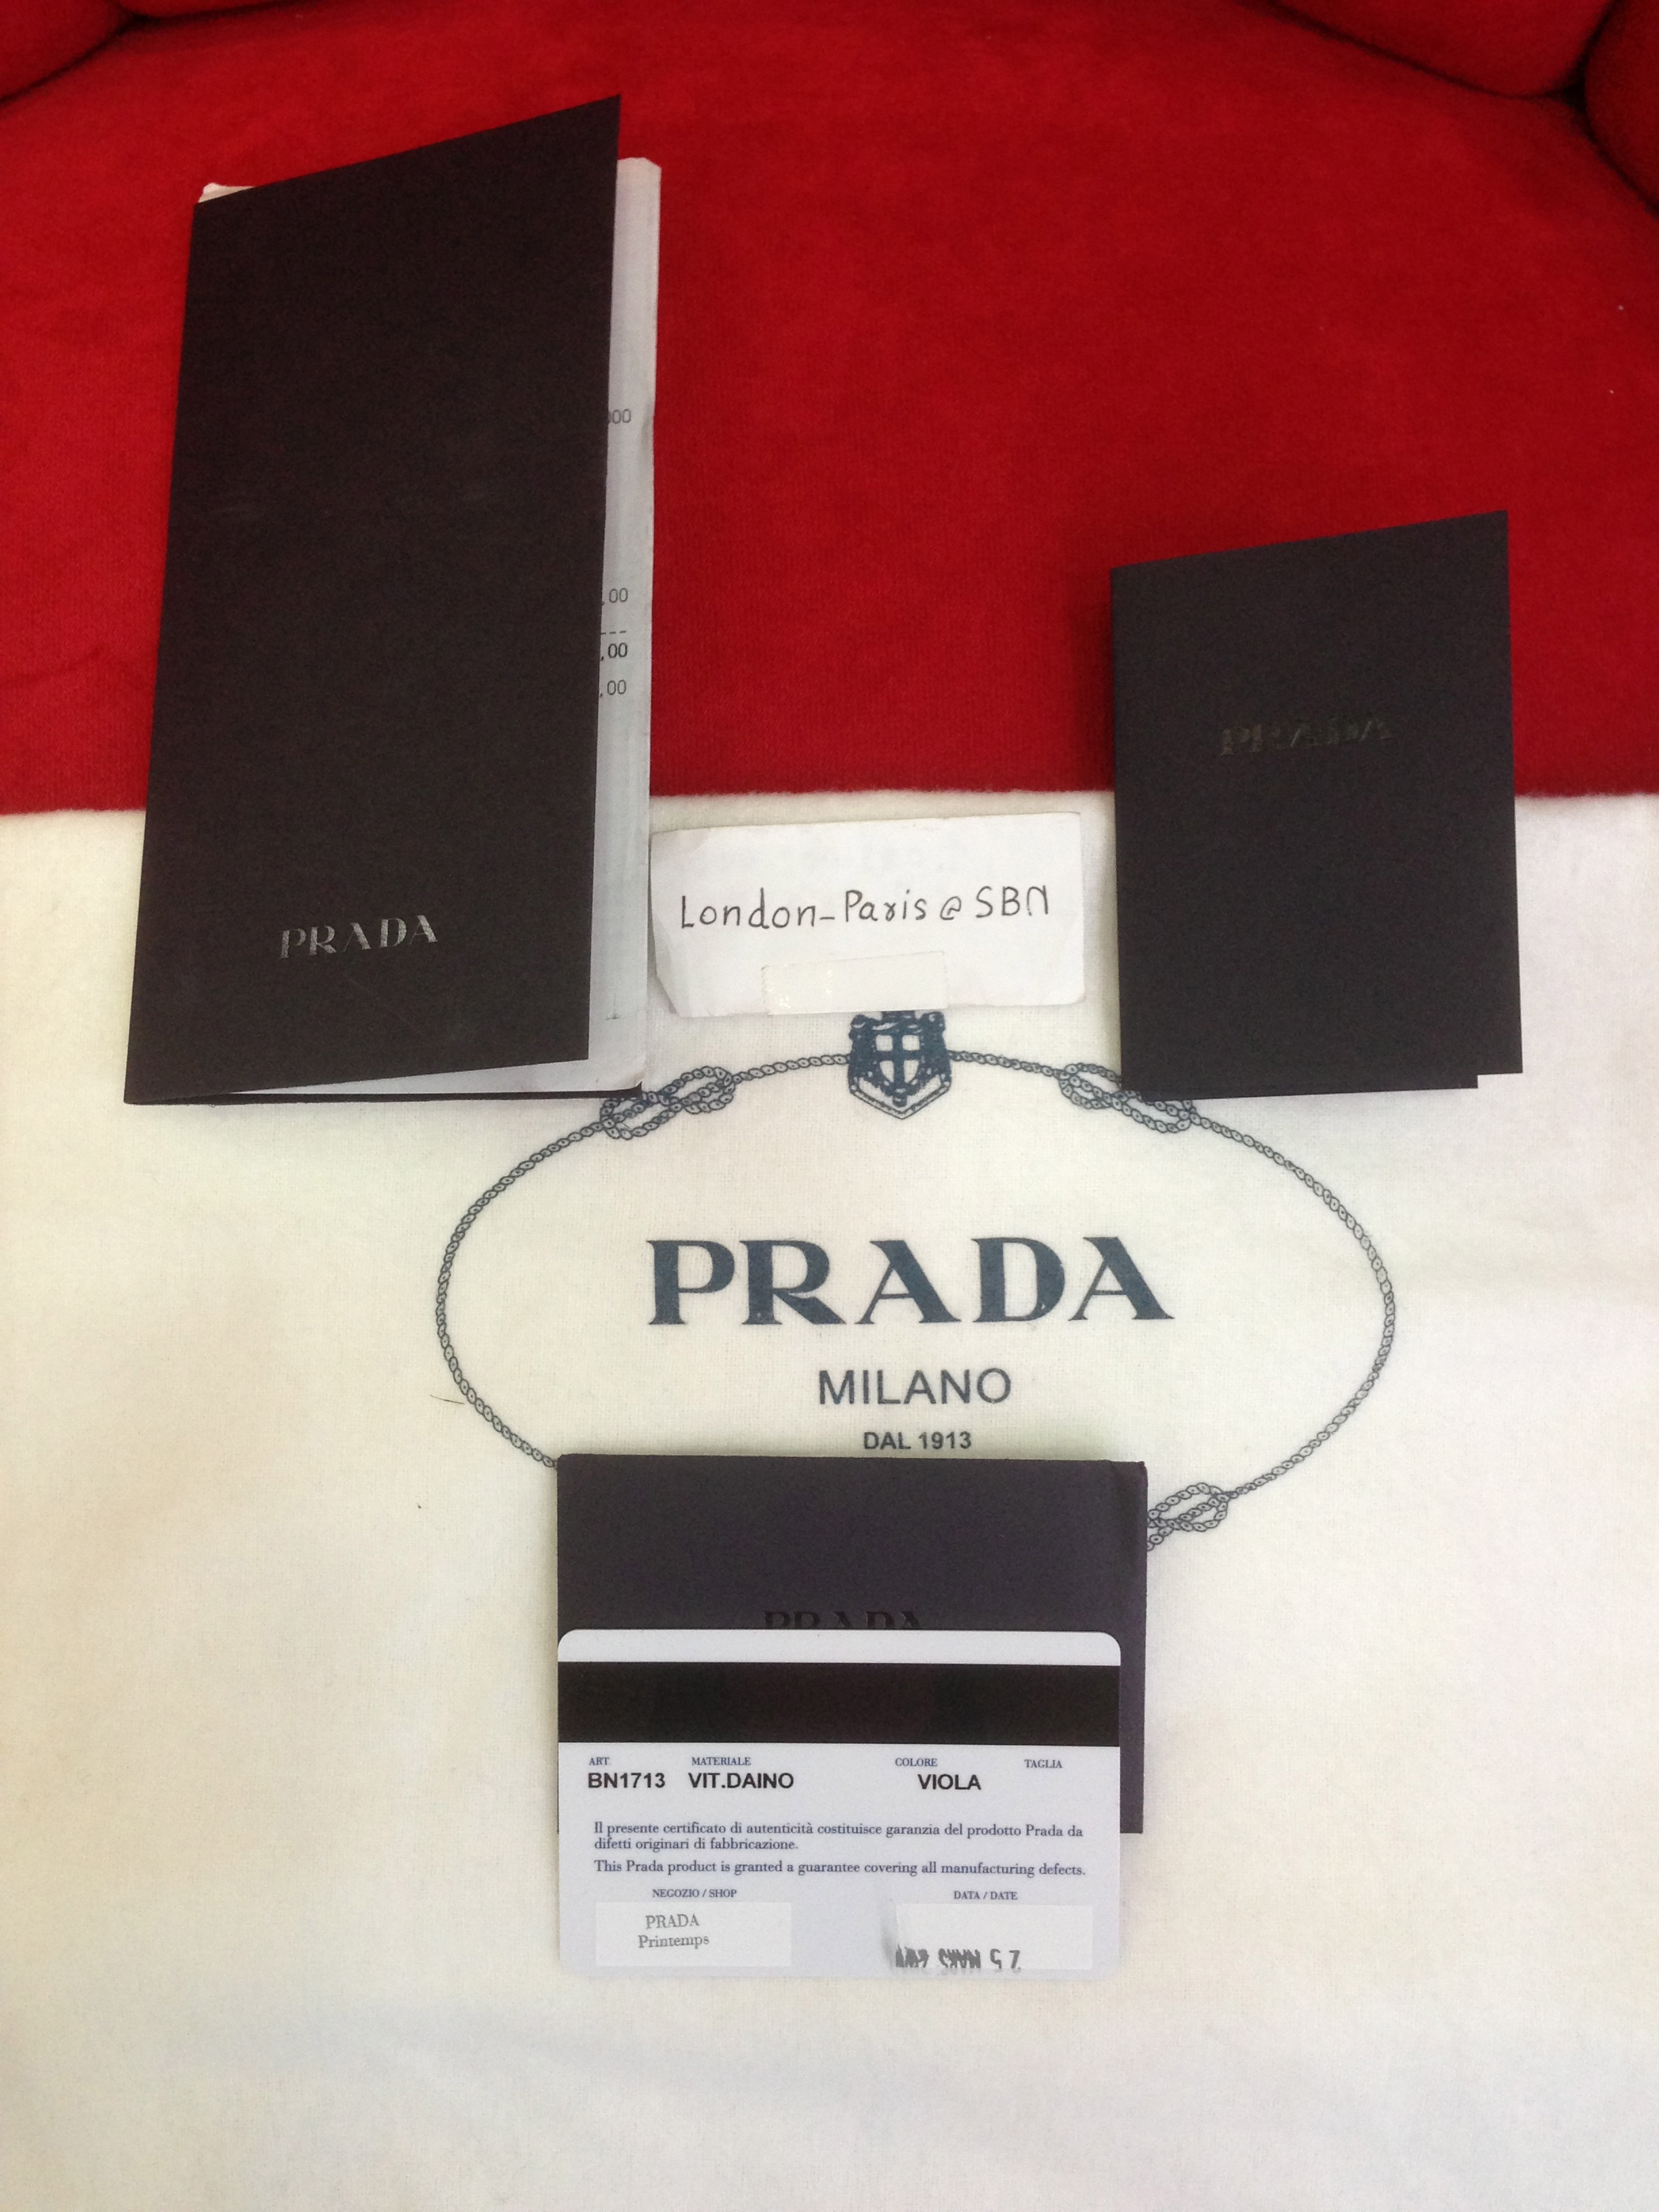 000
,00
----
,00
,00
PRADA
PRADA
London-Paris @ SBN
PRADA
MILANO
DAL 1913
PRADA
ART. MATERIALE COLORE TAGLIA
BN1713 VIT.DAINO VIOLA
Il presente certificato di autenticità costituisce garanzia del prodotto Prada da
difetti originari di fabbricazione.
This Prada product is granted a guarantee covering all manufacturing defects.
NEGOZIO / SHOP DATA / DATE
PRADA
Printemps